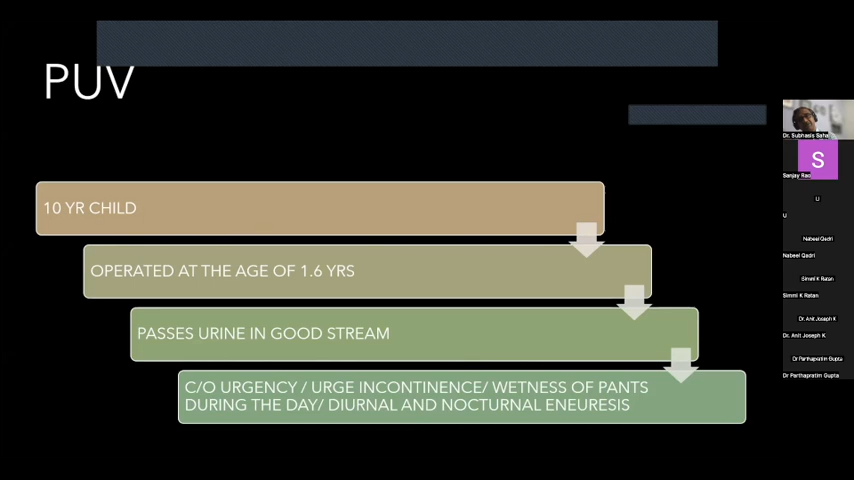 PUV
10 YR CHILD
OPERATED AT THE AGE OF 1.6 YRS
PASSES URINE IN GOOD STREAM
C/O URGENCY / URGE INCONTINENCE/ WETNESS OF PANTS
DURING THE DAY/ DIURNAL AND NOCTURNAL ENEURESIS
Dr. Subhasis Saha
S
Sanjay Rao
U
U
Nabeel Qadri
Nabeel Qadri
Simmi K Ratan
Simmi K Ratan
Dr. Anit Joseph K
Dr. Anit Joseph K
Dr Parthapratim Gupta
Dr Parthapratim Gupta